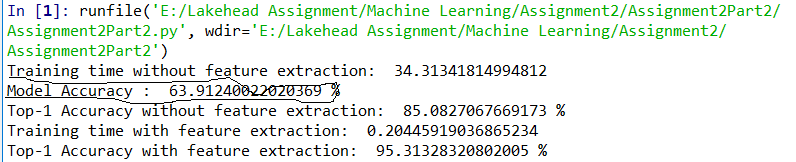 In [1]: runfile('E:/Lakehead Assignment/Machine Learning/Assignment2/Assignment2Part2/
Assignment2Part2.py', wdir='E:/Lakehead Assignment/Machine Learning/Assignment2/
Assignment2Part2')
Training time without feature extraction:  34.31341814994812
Model Accuracy :  63.91240022020369 %
Top-1 Accuracy without feature extraction:  85.0827067669173 %
Training time with feature extraction:  0.20445919036865234
Top-1 Accuracy with feature extraction:  95.31328320802005 %